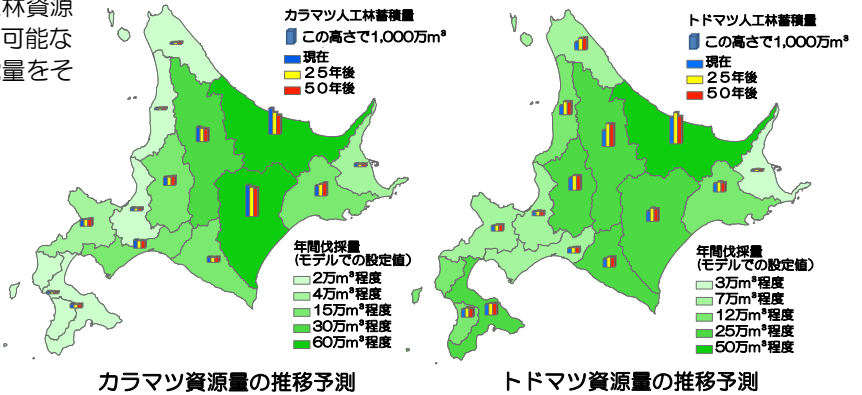 林資源
可能な
量をそ
カラマツ人工林蓄積量
この高さで1,000万m³
現在
25年後
50年後
年間伐採量
(モデルでの設定値)
2万m³程度
4万m³程度
15万m³程度
30万m³程度
60万m³程度
カラマツ資源量の推移予測
トドマツ人工林蓄積量
この高さで1,000万m³
現在
25年後
50年後
年間伐採量
(モデルでの設定値)
3万m³程度
7万m³程度
12万m³程度
25万m³程度
50万m³程度
トドマツ資源量の推移予測